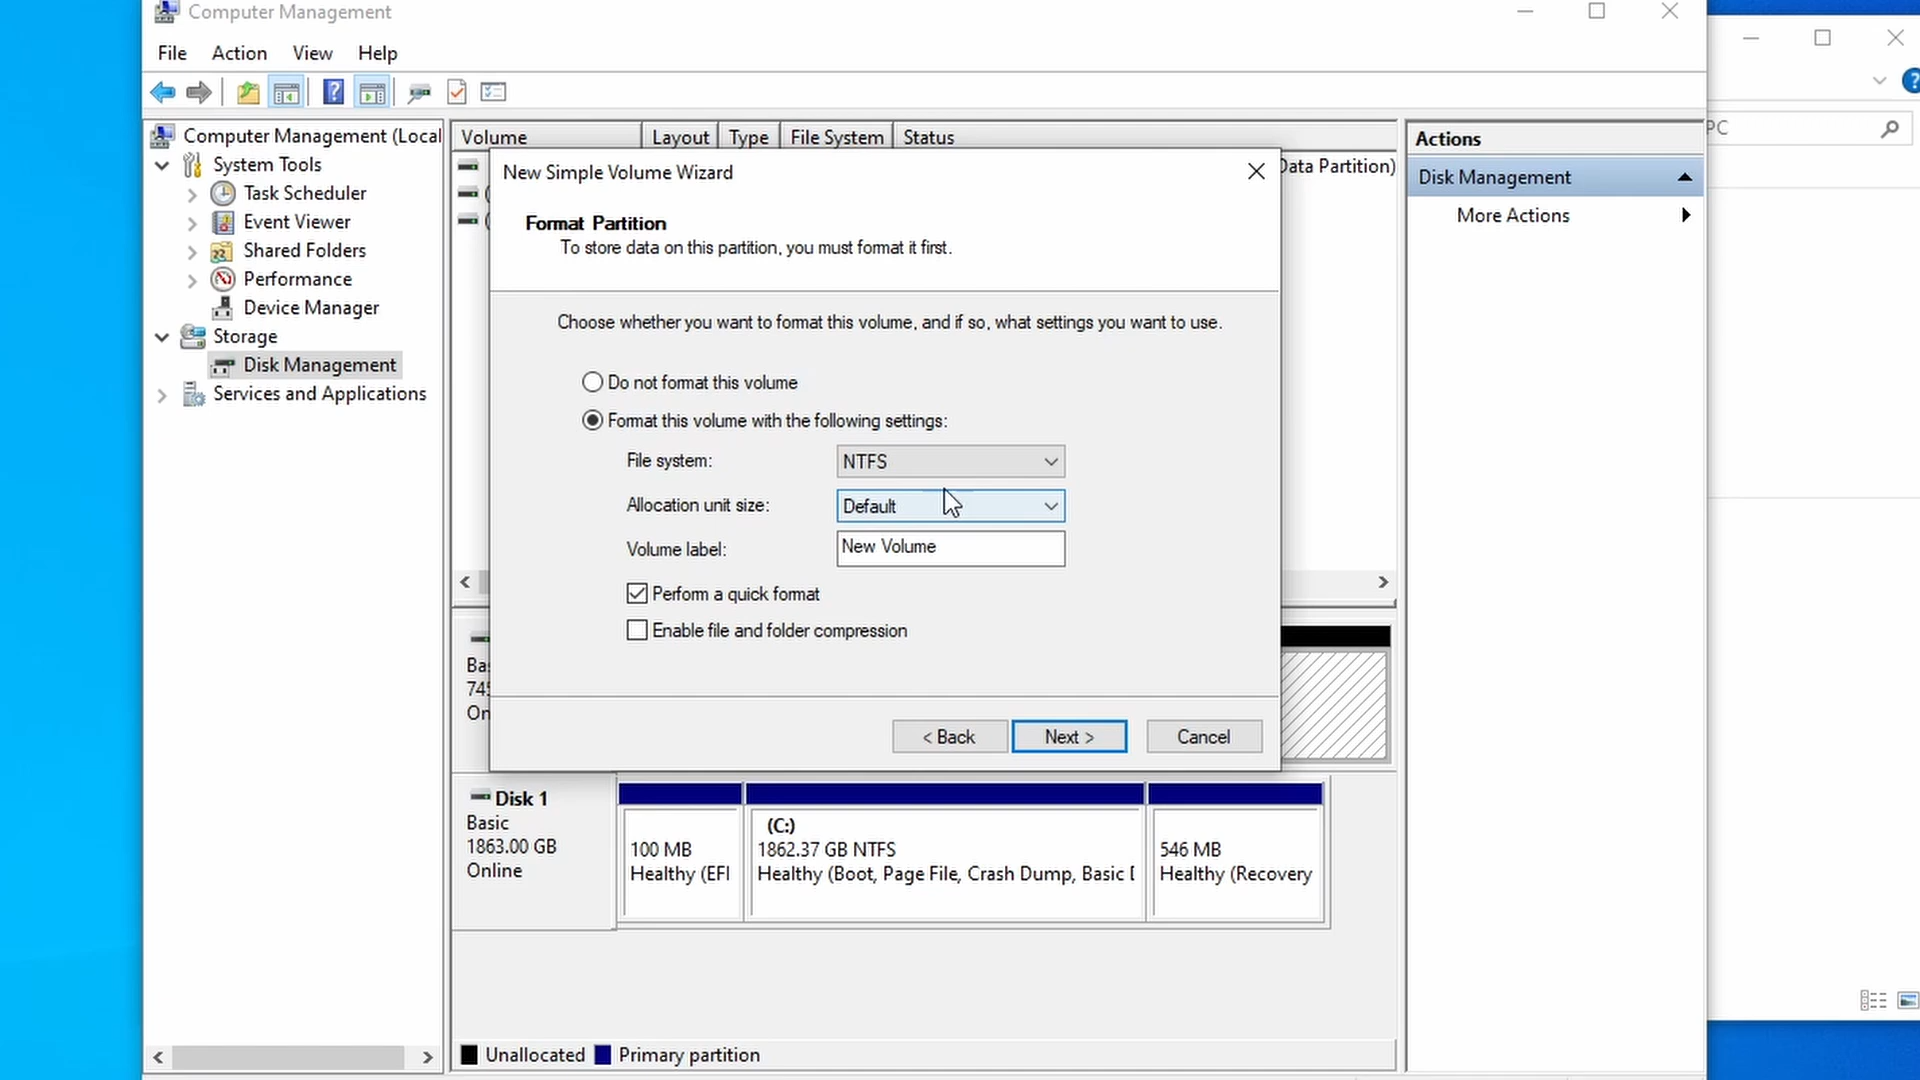 Computer Management
File Action View Help
PC
Computer Management (Local
System Tools
Task Scheduler
Event Viewer
Shared Folders
Performance
Device Manager
Storage
Disk Management
Services and Applications
Volume Layout Type File System Status
Data Partition)
New Simple Volume Wizard
Format Partition
To store data on this partition, you must format it first.
Choose whether you want to format this volume, and if so, what settings you want to use.
Do not format this volume
Format this volume with the following settings:
File system: NTFS
Allocation unit size: Default
Volume label: New Volume
Perform a quick format
Enable file and folder compression
< Back Next > Cancel
Actions
Disk Management
More Actions
Disk 1
Basic
1863.00 GB
Online
100 MB
Healthy (EFI
(C:)
1862.37 GB NTFS
Healthy (Boot, Page File, Crash Dump, Basic
546 MB
Healthy (Recovery
Unallocated Primary partition